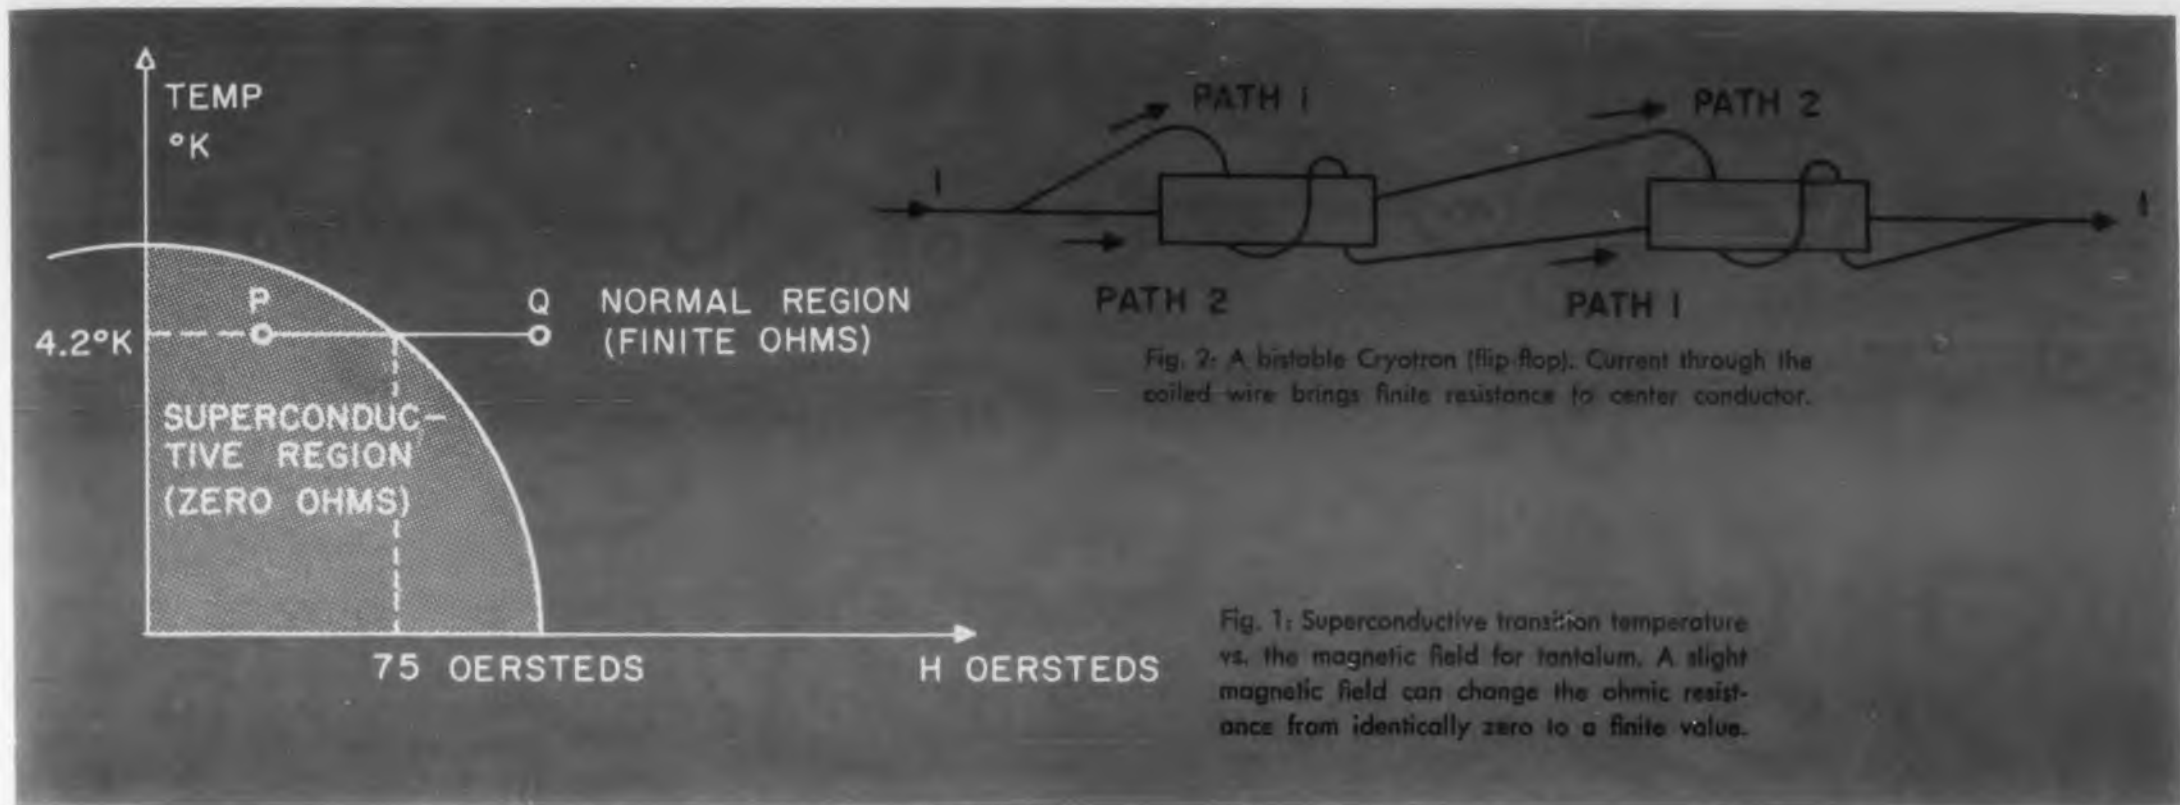 TEMP
°K
4.2°K
P
Q
NORMAL REGION
(FINITE OHMS)
SUPERCONDUC-
TIVE REGION
(ZERO OHMS)
75 OERSTEDS
H OERSTEDS
PATH 1
PATH 2
I
I
PATH 2
PATH 1
Fig. 2: A bistable Cryotron (flip-flop). Current through the
coiled wire brings finite resistance to center conductor.
Fig. 1: Superconductive transition temperature
vs. the magnetic field for tantalum. A slight
magnetic field can change the ohmic resist-
ance from identically zero to a finite value.